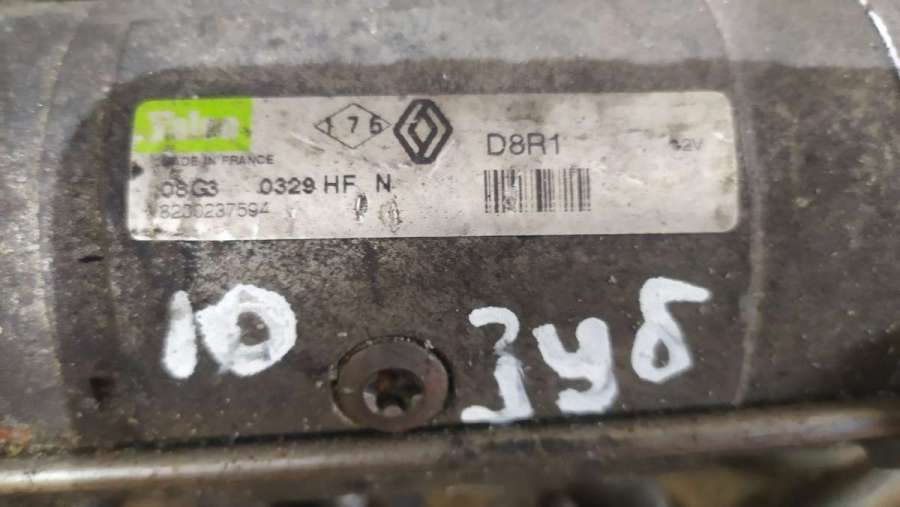 Valeo
175
D8R1
12V
MADE IN FRANCE
08G3 0329 HF N
8200237594
10 зуб